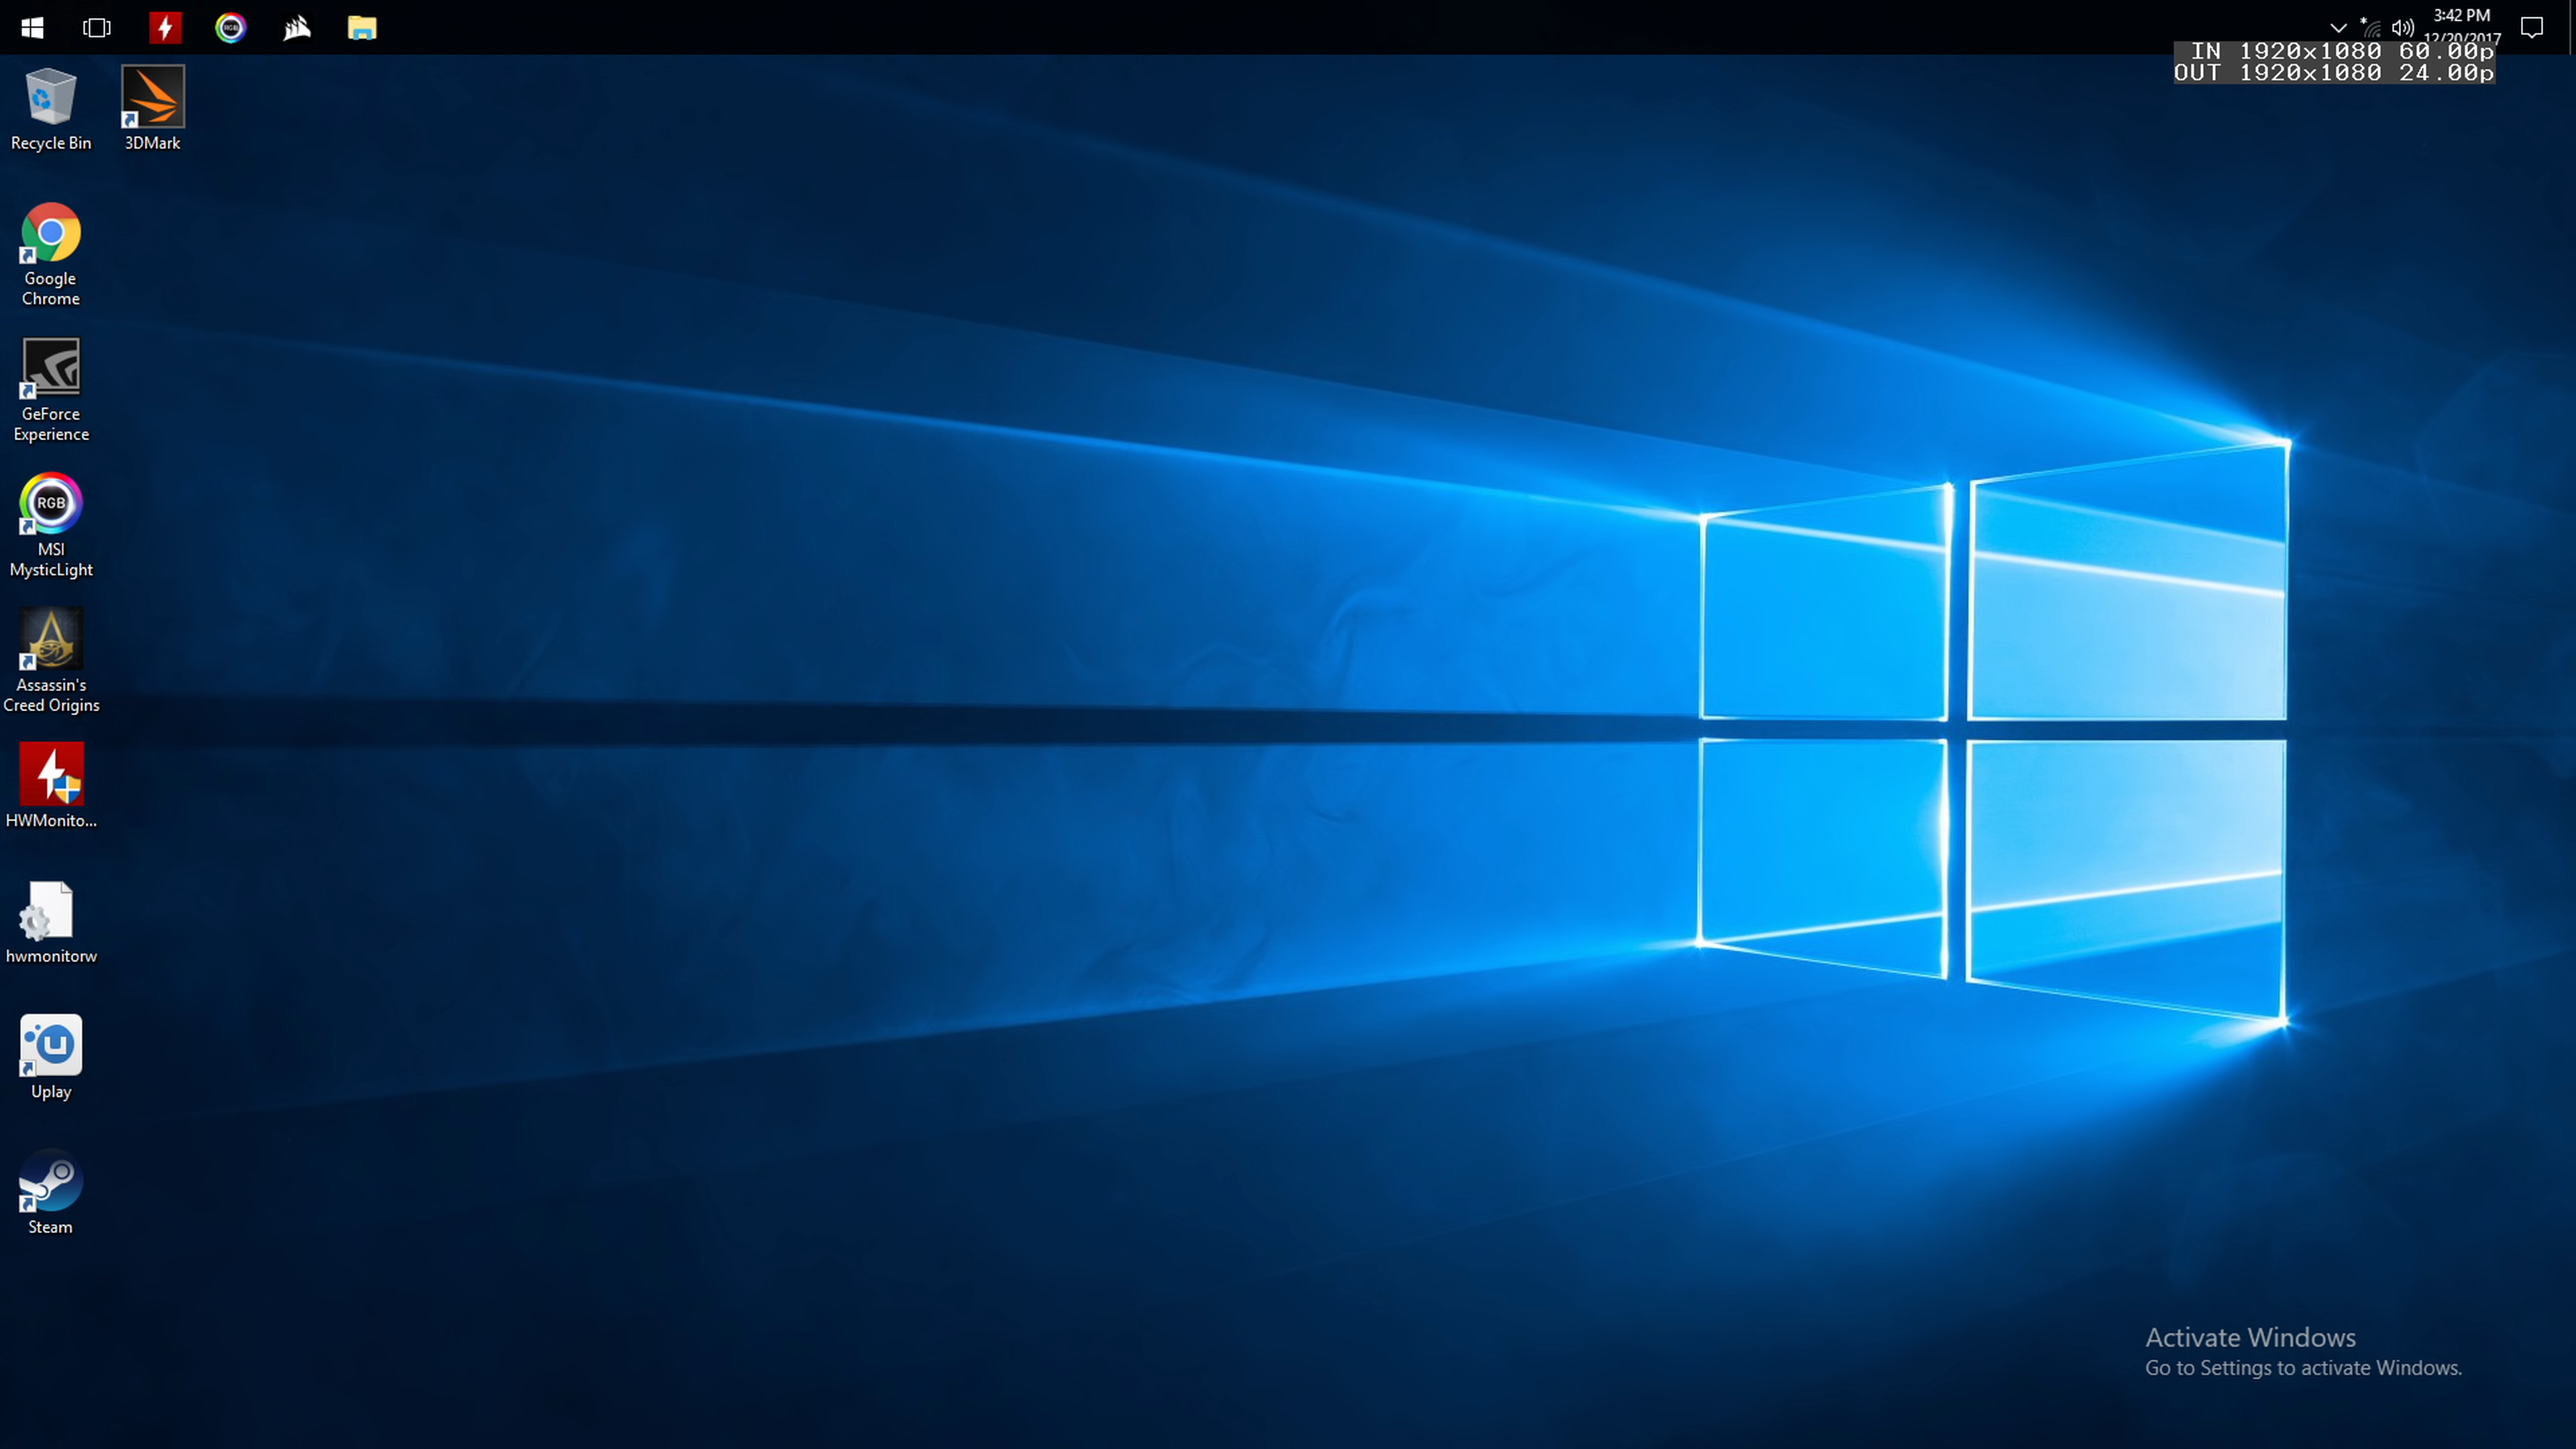 3:42 PM
12/20/2017
IN 1920x1080 60.00p
OUT 1920x1080 24.00p
Recycle Bin
3DMark
Google
Chrome
GeForce
Experience
RGB
MSI
MysticLight
Assassin's
Creed Origins
HWMonito...
hwmonitorw
Uplay
Steam
Activate Windows
Go to Settings to activate Windows.